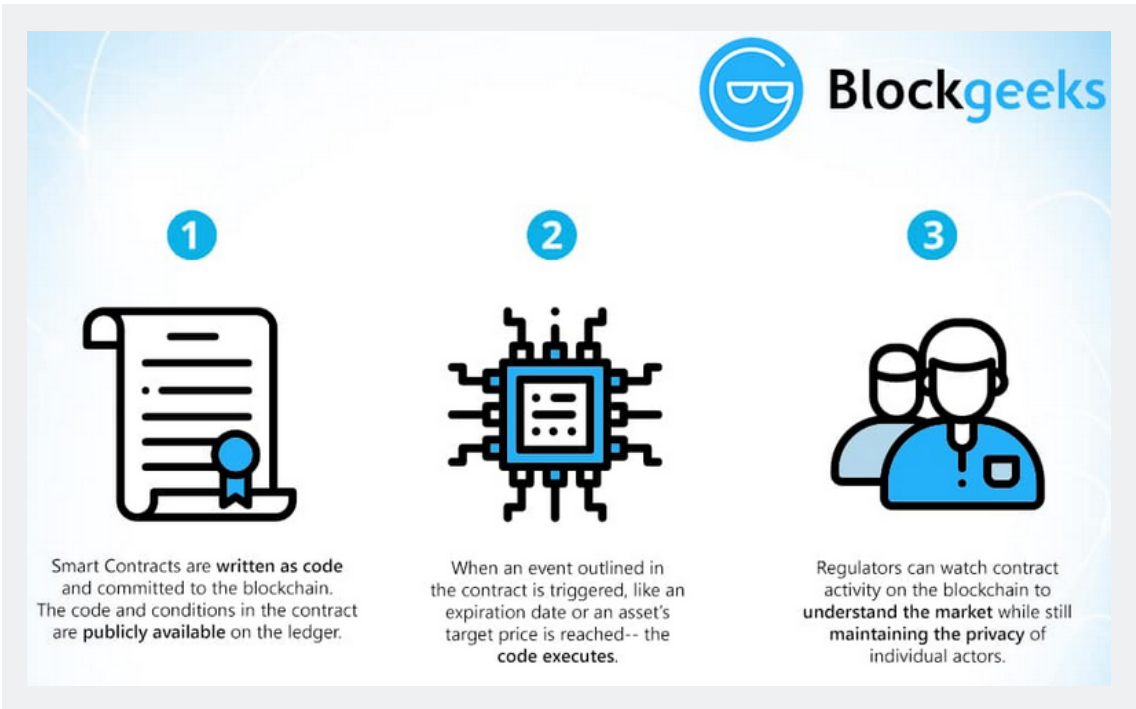 Blockgeeks
1
Smart Contracts are written as code
and committed to the blockchain.
The code and conditions in the contract
are publicly available on the ledger.
2
When an event outlined in
the contract is triggered, like an
expiration date or an asset's
target price is reached-- the
code executes.
3
Regulators can watch contract
activity on the blockchain to
understand the market while still
maintaining the privacy of
individual actors.